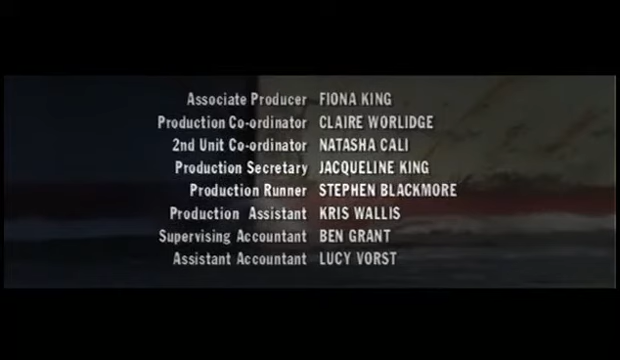 Associate Producer FIONA KING
Production Co-ordinator CLAIRE WORLIDGE
2nd Unit Co-ordinator NATASHA CALI
Production Secretary JACQUELINE KING
Production Runner STEPHEN BLACKMORE
Production Assistant KRIS WALLIS
Supervising Accountant BEN GRANT
Assistant Accountant LUCY VORST